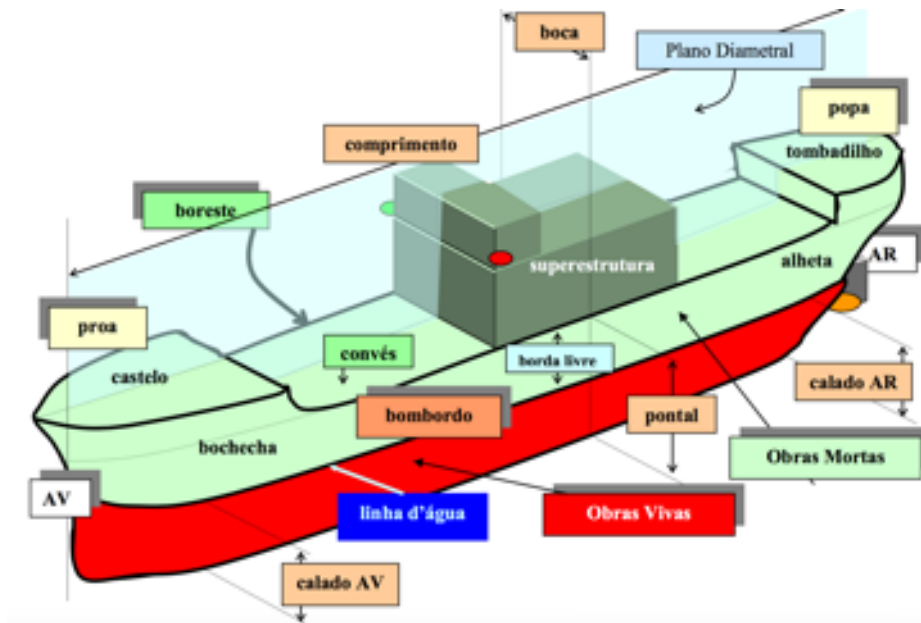 boca
Plano Diametral
popa
comprimento
tombadilho
boreste
superestrutura
alheta
AR
proa
convés
borda livre
castelo
calado AR
bombordo
pontal
bochecha
Obras Mortas
AV
linha d'água
Obras Vivas
calado AV